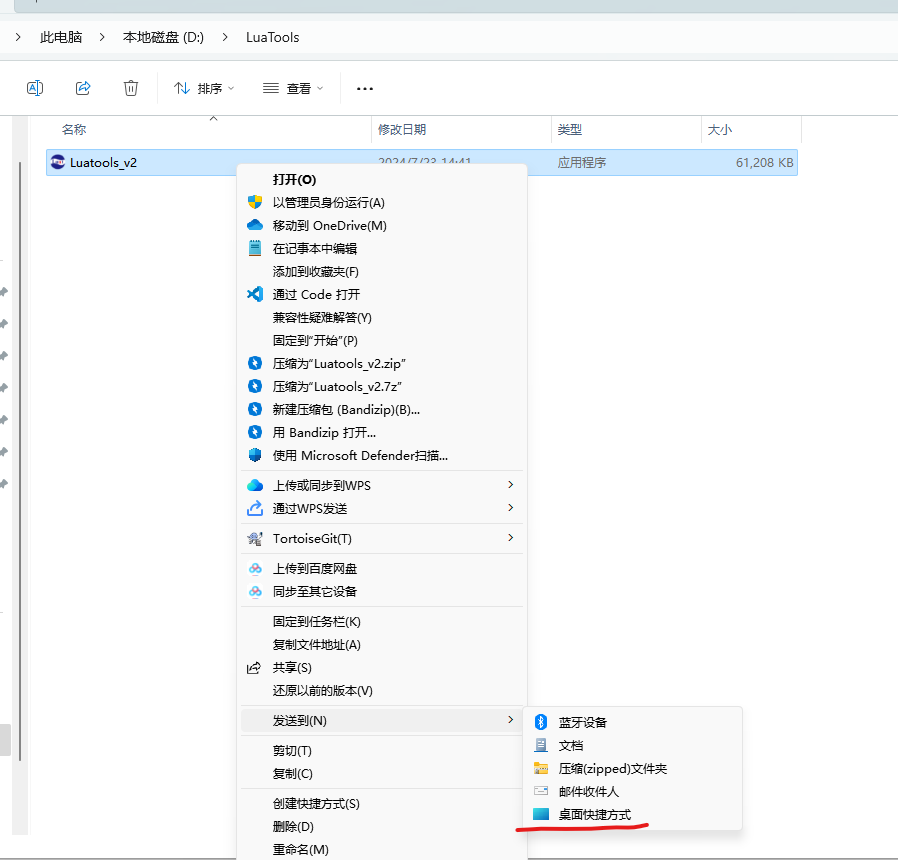 此电脑 > 本地磁盘 (D:) > LuaTools
排序 查看 ...
名称 修改日期 类型 大小
Luatools_v2 2024/7/23 14:41 应用程序 61,208 KB
打开(O)
以管理员身份运行(A)
移动到 OneDrive(M)
在记事本中编辑
添加到收藏夹(F)
通过 Code 打开
兼容性疑难解答(Y)
固定到"开始"(P)
压缩为"Luatools_v2.zip"
压缩为"Luatools_v2.7z"
新建压缩包 (Bandizip)(B)...
用 Bandizip 打开...
使用 Microsoft Defender扫描...
上传或同步到WPS
通过WPS发送
TortoiseGit(T)
上传到百度网盘
同步至其它设备
固定到任务栏(K)
复制文件地址(A)
共享(S)
还原以前的版本(V)
发送到(N)
剪切(T)
复制(C)
创建快捷方式(S)
删除(D)
重命名(M)
蓝牙设备
文档
压缩(zipped)文件夹
邮件收件人
桌面快捷方式